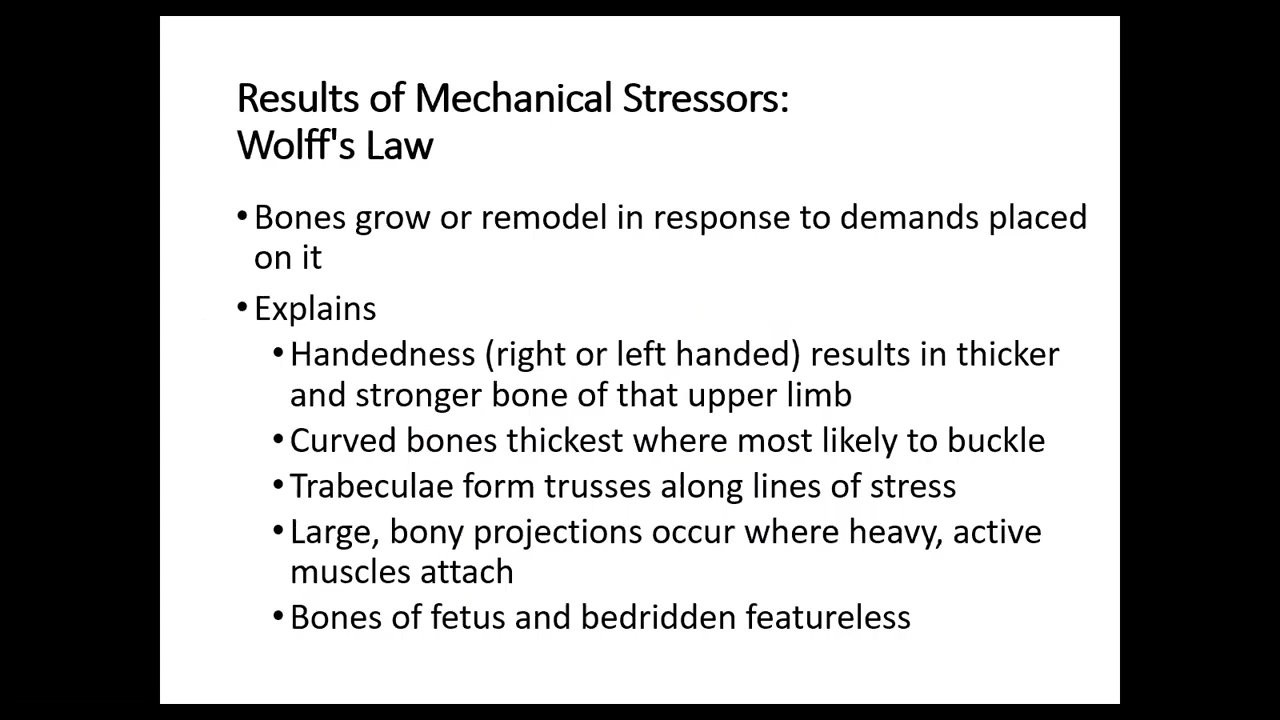 Results of Mechanical Stressors:
Wolff's Law
• Bones grow or remodel in response to demands placed
on it
• Explains
• Handedness (right or left handed) results in thicker
and stronger bone of that upper limb
• Curved bones thickest where most likely to buckle
• Trabeculae form trusses along lines of stress
• Large, bony projections occur where heavy, active
muscles attach
• Bones of fetus and bedridden featureless